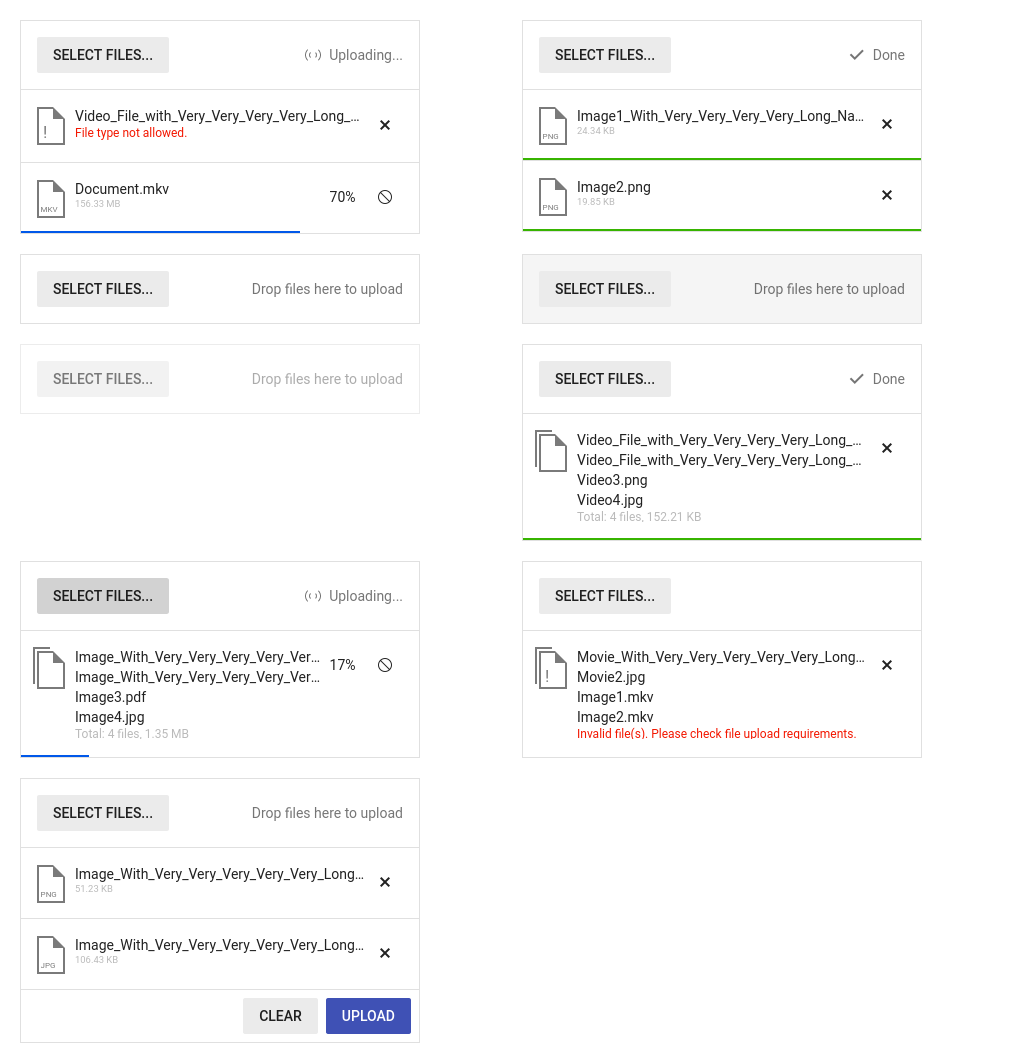 SELECT FILES...
Uploading...
Video_File_with_Very_Very_Very_Very_Long_…
File type not allowed.
!
MKV
Document.mkv
156.33 MB
70%
SELECT FILES...
Done
PNG
Image1_With_Very_Very_Very_Very_Long_Na…
24.34 KB
PNG
Image2.png
19.85 KB
SELECT FILES...
Drop files here to upload
SELECT FILES...
Drop files here to upload
SELECT FILES...
Drop files here to upload
SELECT FILES...
Done
Video_File_with_Very_Very_Very_Very_Long_…
Video_File_with_Very_Very_Very_Very_Long_…
Video3.png
Video4.jpg
Total: 4 files, 152.21 KB
SELECT FILES...
Uploading...
Image_With_Very_Very_Very_Very_Ver…
17%
Image_With_Very_Very_Very_Very_Ver…
Image3.pdf
Image4.jpg
Total: 4 files, 1.35 MB
SELECT FILES...
!
Movie_With_Very_Very_Very_Very_Very_Long…
Movie2.jpg
Image1.mkv
Image2.mkv
Invalid file(s). Please check file upload requirements.
SELECT FILES...
Drop files here to upload
PNG
Image_With_Very_Very_Very_Very_Very_Long…
51.23 KB
JPG
Image_With_Very_Very_Very_Very_Very_Long…
106.43 KB
CLEAR
UPLOAD